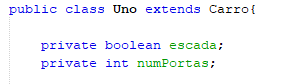 public class Uno extends Carro{
private boolean escada;
private int numPortas;